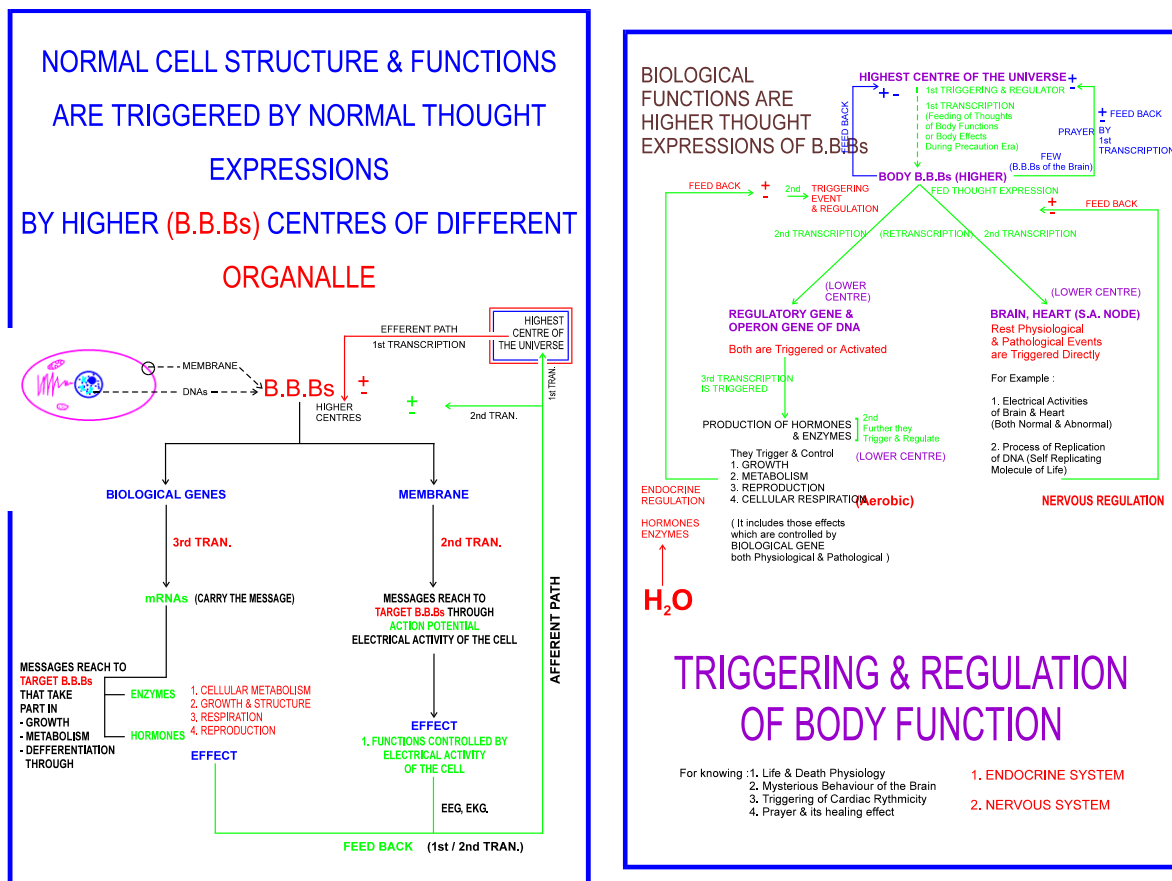 NORMAL CELL STRUCTURE & FUNCTIONS
ARE TRIGGERED BY NORMAL THOUGHT
EXPRESSIONS
BY HIGHER (B.B.Bs) CENTRES OF DIFFERENT
ORGANALLE
HIGHEST
CENTRE OF
THE UNIVERSE
EFFERENT PATH
1st TRANSCRIPTION
MEMBRANE
DNAs
B.B.Bs
+
-
HIGHER
CENTRES
+
-
2nd TRAN.
1st TRAN.
BIOLOGICAL GENES
MEMBRANE
3rd TRAN.
2nd TRAN.
mRNAs (CARRY THE MESSAGE)
MESSAGES REACH TO
TARGET B.B.Bs THROUGH
ACTION POTENTIAL
ELECTRICAL ACTIVITY OF THE CELL
AFFERENT PATH
MESSAGES REACH TO
TARGET B.B.Bs
THAT TAKE
PART IN
- GROWTH
- METABOLISM
- DEFFERENTIATION
THROUGH
ENZYMES
HORMONES
1. CELLULAR METABOLISM
2. GROWTH & STRUCTURE
3. RESPIRATION
4. REPRODUCTION
EFFECT
EFFECT
1. FUNCTIONS CONTROLLED BY
ELECTRICAL ACTIVITY
OF THE CELL
EEG, EKG.
FEED BACK (1st / 2nd TRAN.)
BIOLOGICAL
FUNCTIONS ARE
HIGHER THOUGHT
EXPRESSIONS OF B.B.Bs
HIGHEST CENTRE OF THE UNIVERSE
+ -
+
-
1st TRIGGERING & REGULATOR
1st TRANSCRIPTION
(Feeding of Thoughts
of Body Functions
or Body Effects
During Precaution Era)
FEED BACK
+
-
FEED BACK
PRAYER BY
1st
TRANSCRIPTION
FEW
(B.B.Bs of the Brain)
BODY B.B.Bs (HIGHER)
FEED BACK
+
-
2nd
TRIGGERING
EVENT
& REGULATION
FED THOUGHT EXPRESSION
+
-
FEED BACK
2nd TRANSCRIPTION (RETRANSCRIPTION) 2nd TRANSCRIPTION
(LOWER
CENTRE)
(LOWER CENTRE)
REGULATORY GENE &
OPERON GENE OF DNA
Both are Triggered or Activated
BRAIN, HEART (S.A. NODE)
Rest Physiological
& Pathological Events
are Triggered Directly
3rd TRANSCRIPTION
IS TRIGGERED
For Example :
1. Electrical Activities
of Brain & Heart
(Both Normal & Abnormal)
2. Process of Replication
of DNA (Self Replicating
Molecule of Life)
PRODUCTION OF HORMONES
& ENZYMES
2nd
Further they
Trigger & Regulate
They Trigger & Control
1. GROWTH
2. METABOLISM
3. REPRODUCTION
4. CELLULAR RESPIRATION
(LOWER CENTRE)
(Aerobic)
NERVOUS REGULATION
ENDOCRINE
REGULATION
HORMONES
ENZYMES
( It includes those effects
which are controlled by
BIOLOGICAL GENE
both Physiological & Pathological )
H₂O
TRIGGERING & REGULATION
OF BODY FUNCTION
For knowing :1. Life & Death Physiology
2. Mysterious Behaviour of the Brain
3. Triggering of Cardiac Rythmicity
4. Prayer & its healing effect
1. ENDOCRINE SYSTEM
2. NERVOUS SYSTEM